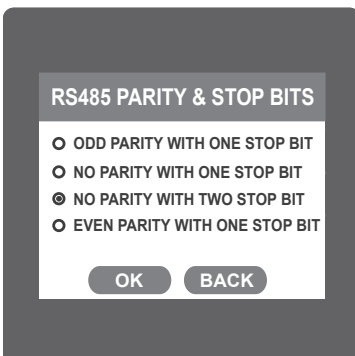 RS485 PARITY & STOP BITS
ODD PARITY WITH ONE STOP BIT
NO PARITY WITH ONE STOP BIT
NO PARITY WITH TWO STOP BIT
EVEN PARITY WITH ONE STOP BIT
OK BACK